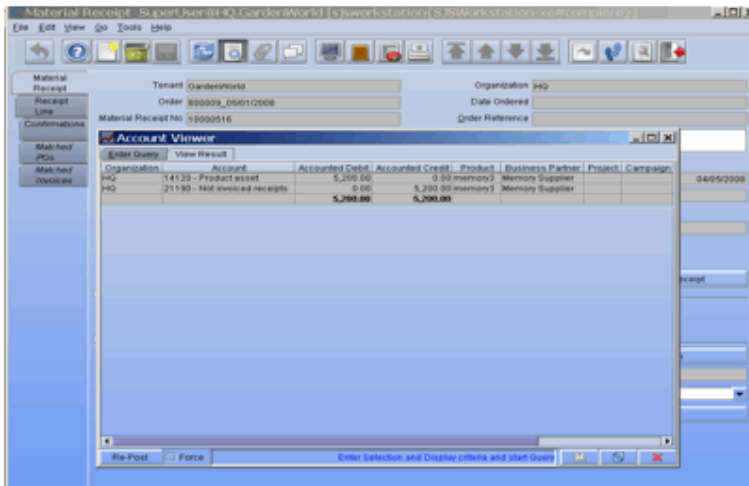 Material Receipt SuperUser@HQ.GardenWorld
File Edit View Go Tools Help
Material Receipt
Tenant GardenWorld Organization HQ
Receipt Line
Order 800009_05/01/2008 Date Ordered
Confirmations
Material Receipt No 10000516 Order Reference
Matched POs
Matched Invoices
04/05/2008
Account Viewer
Enter Query View Result
Organization Account Accounted Debit Accounted Credit Product Business Partner Project Campaign
HQ 14120 - Product asset 5,200.00 0.00 memory3 Memory Supplier
HQ 21190 - Not invoiced receipts 0.00 5,200.00 memory3 Memory Supplier
5,200.00 5,200.00
Re-Post Force Enter Selection and Display criteria and start Query